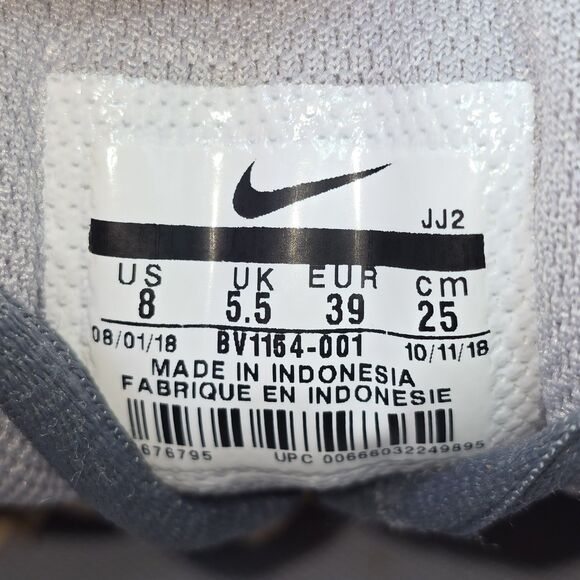 JJ2
US UK EUR cm
8 5.5 39 25
08/01/18 BV1154-001 10/11/18
MADE IN INDONESIA
FABRIQUE EN INDONESIE
676795 UPC 00666032249895